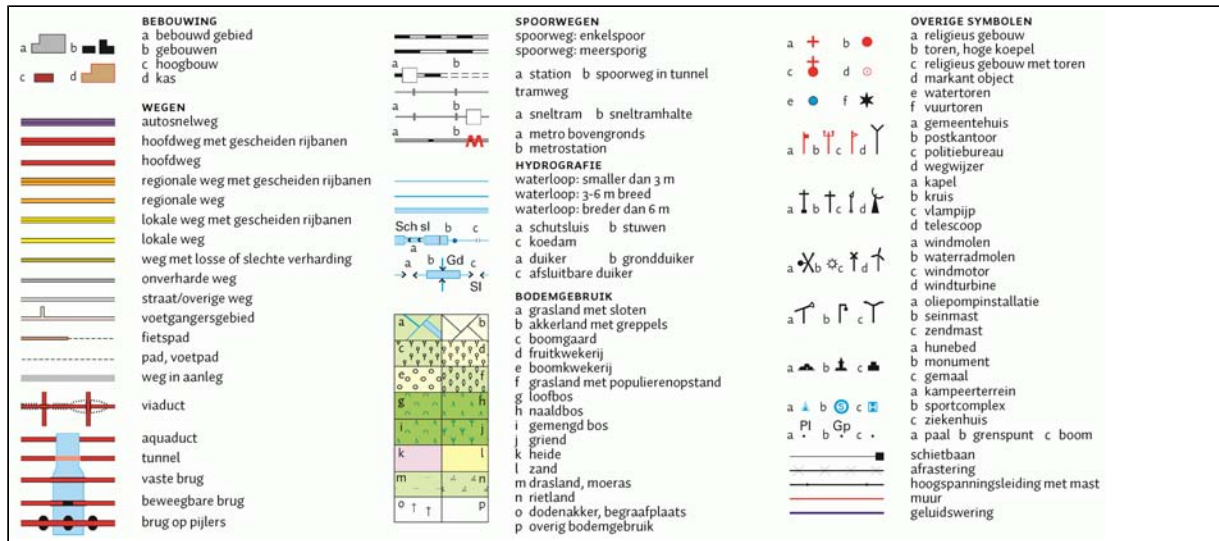 BEBOUWING
a bebouwd gebied
b gebouwen
c hoogbouw
d kas
a b
c d
WEGEN
autosnelweg
hoofdweg met gescheiden rijbanen
hoofdweg
regionale weg met gescheiden rijbanen
regionale weg
lokale weg met gescheiden rijbanen
lokale weg
weg met losse of slechte verharding
onverharde weg
straat/overige weg
voetgangersgebied
fietspad
pad, voetpad
weg in aanleg
viaduct
aquaduct
tunnel
vaste brug
beweegbare brug
brug op pijlers
SPOORWEGEN
spoorweg: enkelspoor
spoorweg: meersporig
a b
a station b spoorweg in tunnel
tramweg
a b
a sneltram b sneltramhalte
a b
a metro bovengronds
b metrostation
HYDROGRAFIE
waterloop: smaller dan 3 m
waterloop: 3-6 m breed
waterloop: breder dan 6 m
Sch sl b c
a
a schutsluis b stuwen
c koedam
a b Gd c
Sl
a duiker b grondduiker
c afsluitbare duiker
BODEMGEBRUIK
a grasland met sloten
b akkerland met greppels
c boomgaard
d fruitkwekerij
e boomkwekerij
f grasland met populierenopstand
g loofbos
h naaldbos
i gemengd bos
j griend
k heide
l zand
m drasland, moeras
n rietland
o dodenakker, begraafplaats
p overig bodemgebruik
a b
c d
e f
g h
i j
k l
m n
o p
OVERIGE SYMBOLEN
a religieus gebouw
b toren, hoge koepel
c religieus gebouw met toren
d markant object
e watertoren
f vuurtoren
a b
c d
e f
a gemeentehuis
b postkantoor
c politiebureau
d wegwijzer
a b c d
a kapel
b kruis
c vlampijp
d telescoop
a b c d
a windmolen
b waterradmolen
c windmotor
d windturbine
a b c d
a oliepompinstallatie
b seinmast
c zendmast
a b c
a hunebed
b monument
c gemaal
a b c
a kampeerterrein
b sportcomplex
c ziekenhuis
a b S c H
Pl Gp
a b c
a paal b grenspunt c boom
schietbaan
afrastering
hoogspanningsleiding met mast
muur
geluidswering